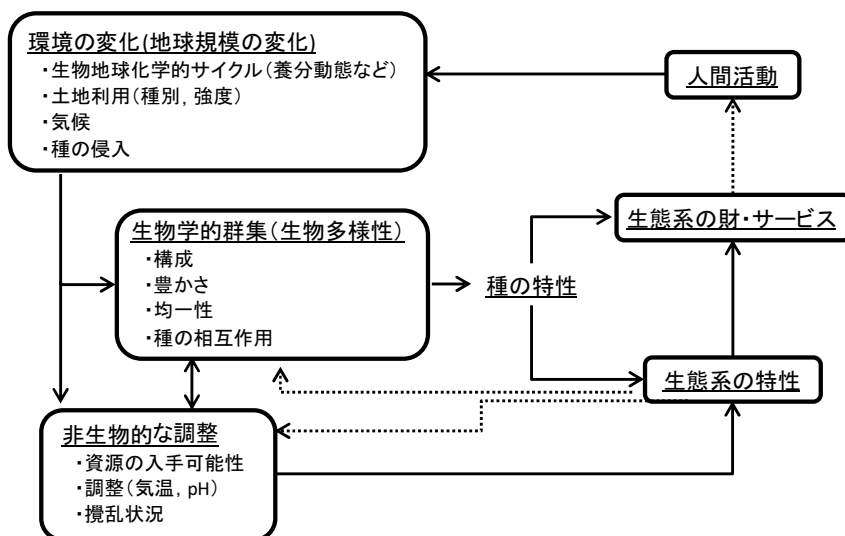 環境の変化(地球規模の変化)
・生物地球化学的サイクル(養分動態など)
・土地利用(種別, 強度)
・気候
・種の侵入
人間活動
生態系の財・サービス
生物学的群集(生物多様性)
・構成
・豊かさ
・均一性
・種の相互作用
種の特性
生態系の特性
非生物的な調整
・資源の入手可能性
・調整(気温, pH)
・攪乱状況